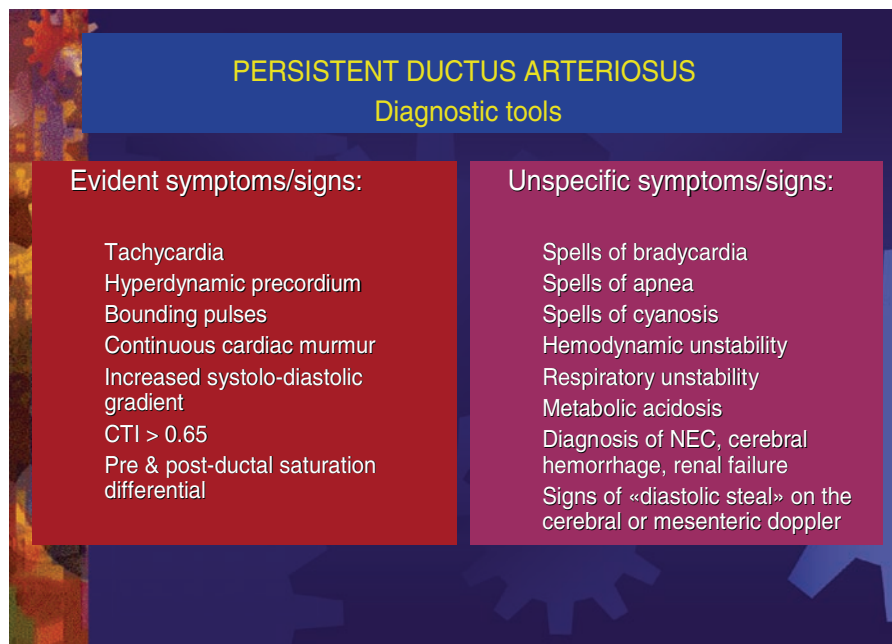 PERSISTENT DUCTUS ARTERIOSUS
Diagnostic tools
Evident symptoms/signs:
Tachycardia
Hyperdynamic precordium
Bounding pulses
Continuous cardiac murmur
Increased systolo-diastolic
gradient
CTI > 0.65
Pre & post-ductal saturation
differential
Unspecific symptoms/signs:
Spells of bradycardia
Spells of apnea
Spells of cyanosis
Hemodynamic unstability
Respiratory unstability
Metabolic acidosis
Diagnosis of NEC, cerebral
hemorrhage, renal failure
Signs of «diastolic steal» on the
cerebral or mesenteric doppler